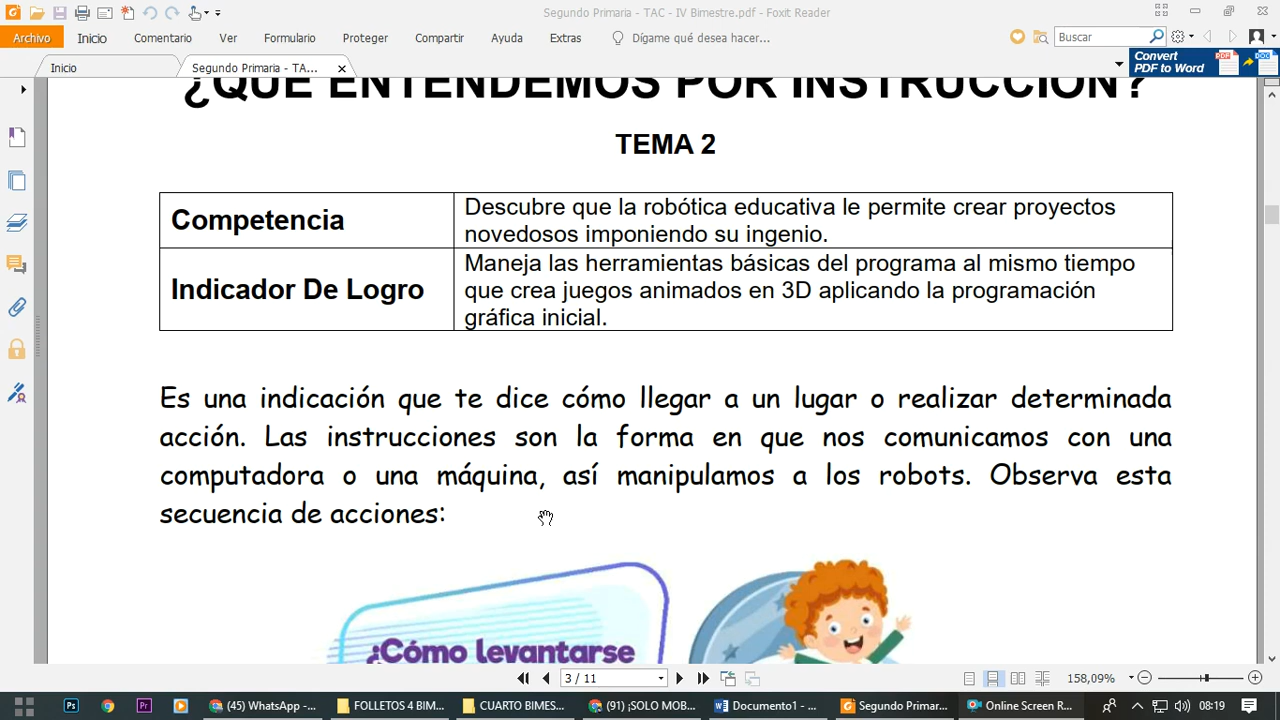 Segundo Primaria - TAC - IV Bimestre.pdf - Foxit Reader
Archivo Inicio Comentario Ver Formulario Proteger Compartir Ayuda Extras Dígame qué desea hacer... Buscar
Inicio Segundo Primaria - TA... Convert
PDF to Word
¿QUÉ ENTENDEMOS POR INSTRUCCIÓN?
TEMA 2
Competencia
Descubre que la robótica educativa le permite crear proyectos
novedosos imponiendo su ingenio.
Indicador De Logro
Maneja las herramientas básicas del programa al mismo tiempo
que crea juegos animados en 3D aplicando la programación
gráfica inicial.
Es una indicación que te dice cómo llegar a un lugar o realizar determinada
acción. Las instrucciones son la forma en que nos comunicamos con una
computadora o una máquina, así manipulamos a los robots. Observa esta
secuencia de acciones:
¿Cómo levantarse
3 / 11 158,09%
(45) WhatsApp -... FOLLETOS 4 BIM... CUARTO BIMES... (91) ¡SOLO MOB... Documento1 - ... Segundo Primar... Online Screen R... 08:19